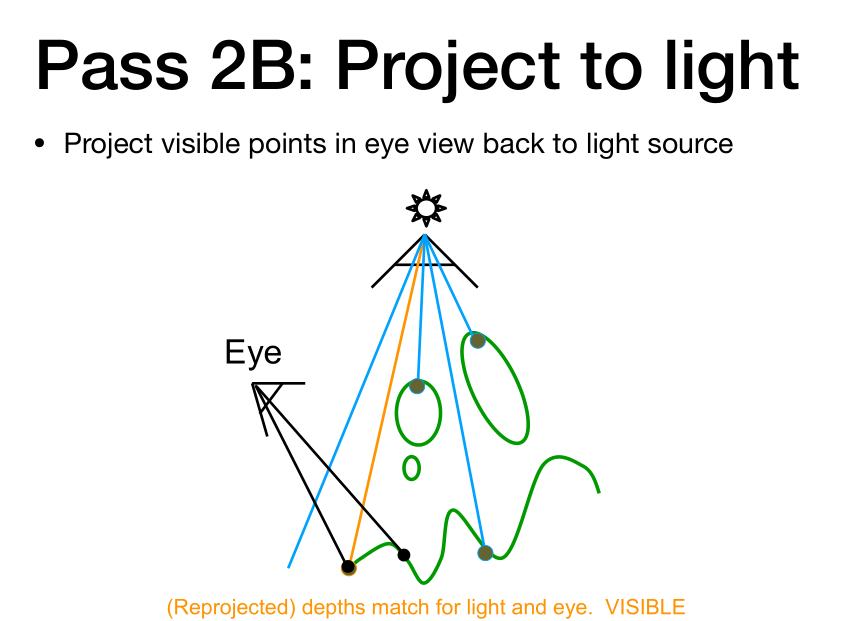 Pass 2B: Project to light
• Project visible points in eye view back to light source
Eye
(Reprojected) depths match for light and eye.  VISIBLE